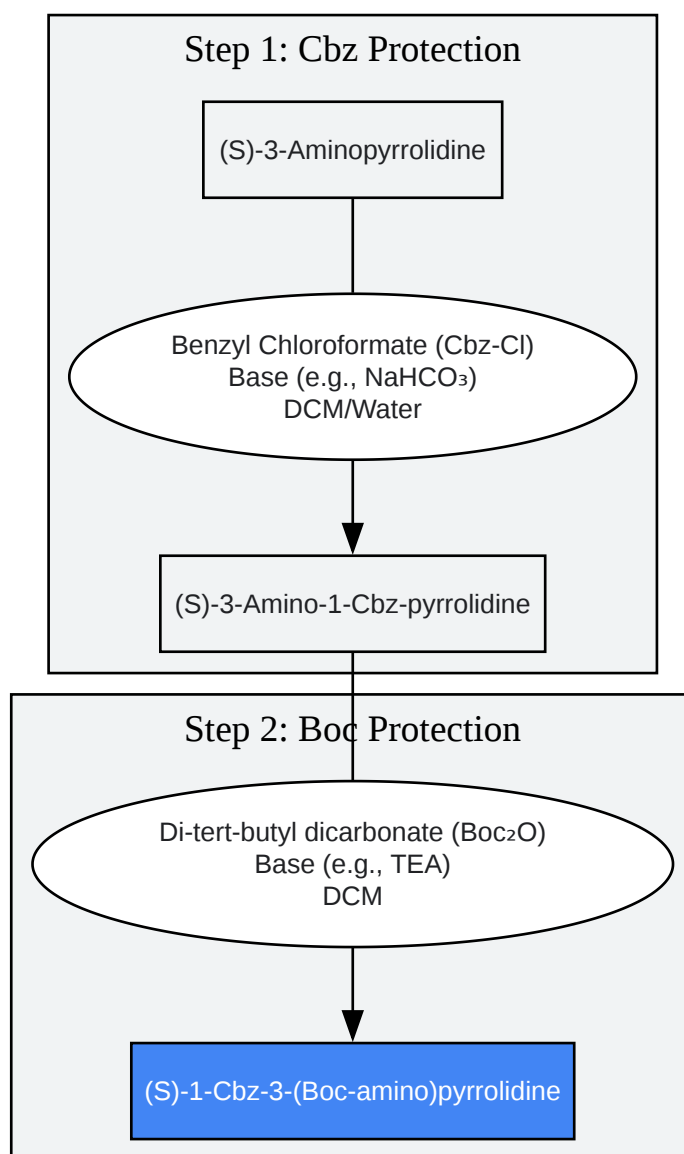 Step 1: Cbz Protection
(S)-3-Aminopyrrolidine
Benzyl Chloroformate (Cbz-Cl)
Base (e.g., NaHCO₃)
DCM/Water
(S)-3-Amino-1-Cbz-pyrrolidine
Step 2: Boc Protection
Di-tert-butyl dicarbonate (Boc₂O)
Base (e.g., TEA)
DCM
(S)-1-Cbz-3-(Boc-amino)pyrrolidine